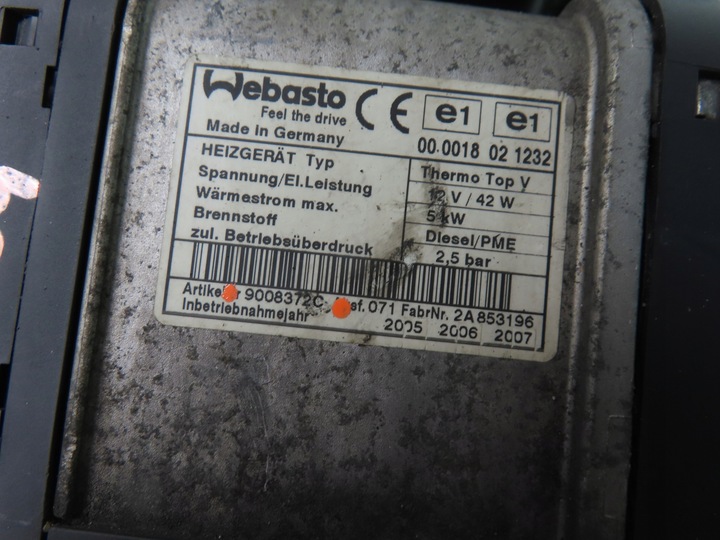 Webasto
Feel the drive
Made in Germany
CE e1 e1
00.0018 02 1232
HEIZGERÄT Typ Thermo Top V
Spannung/El.Leistung 12 V / 42 W
Wärmestrom max. 5 kW
Brennstoff Diesel/PME
zul. Betriebsüberdruck 2,5 bar
9008372C 071 FabrNr. 2A853196
Inbetriebnahmejahr 2005 2006 2007